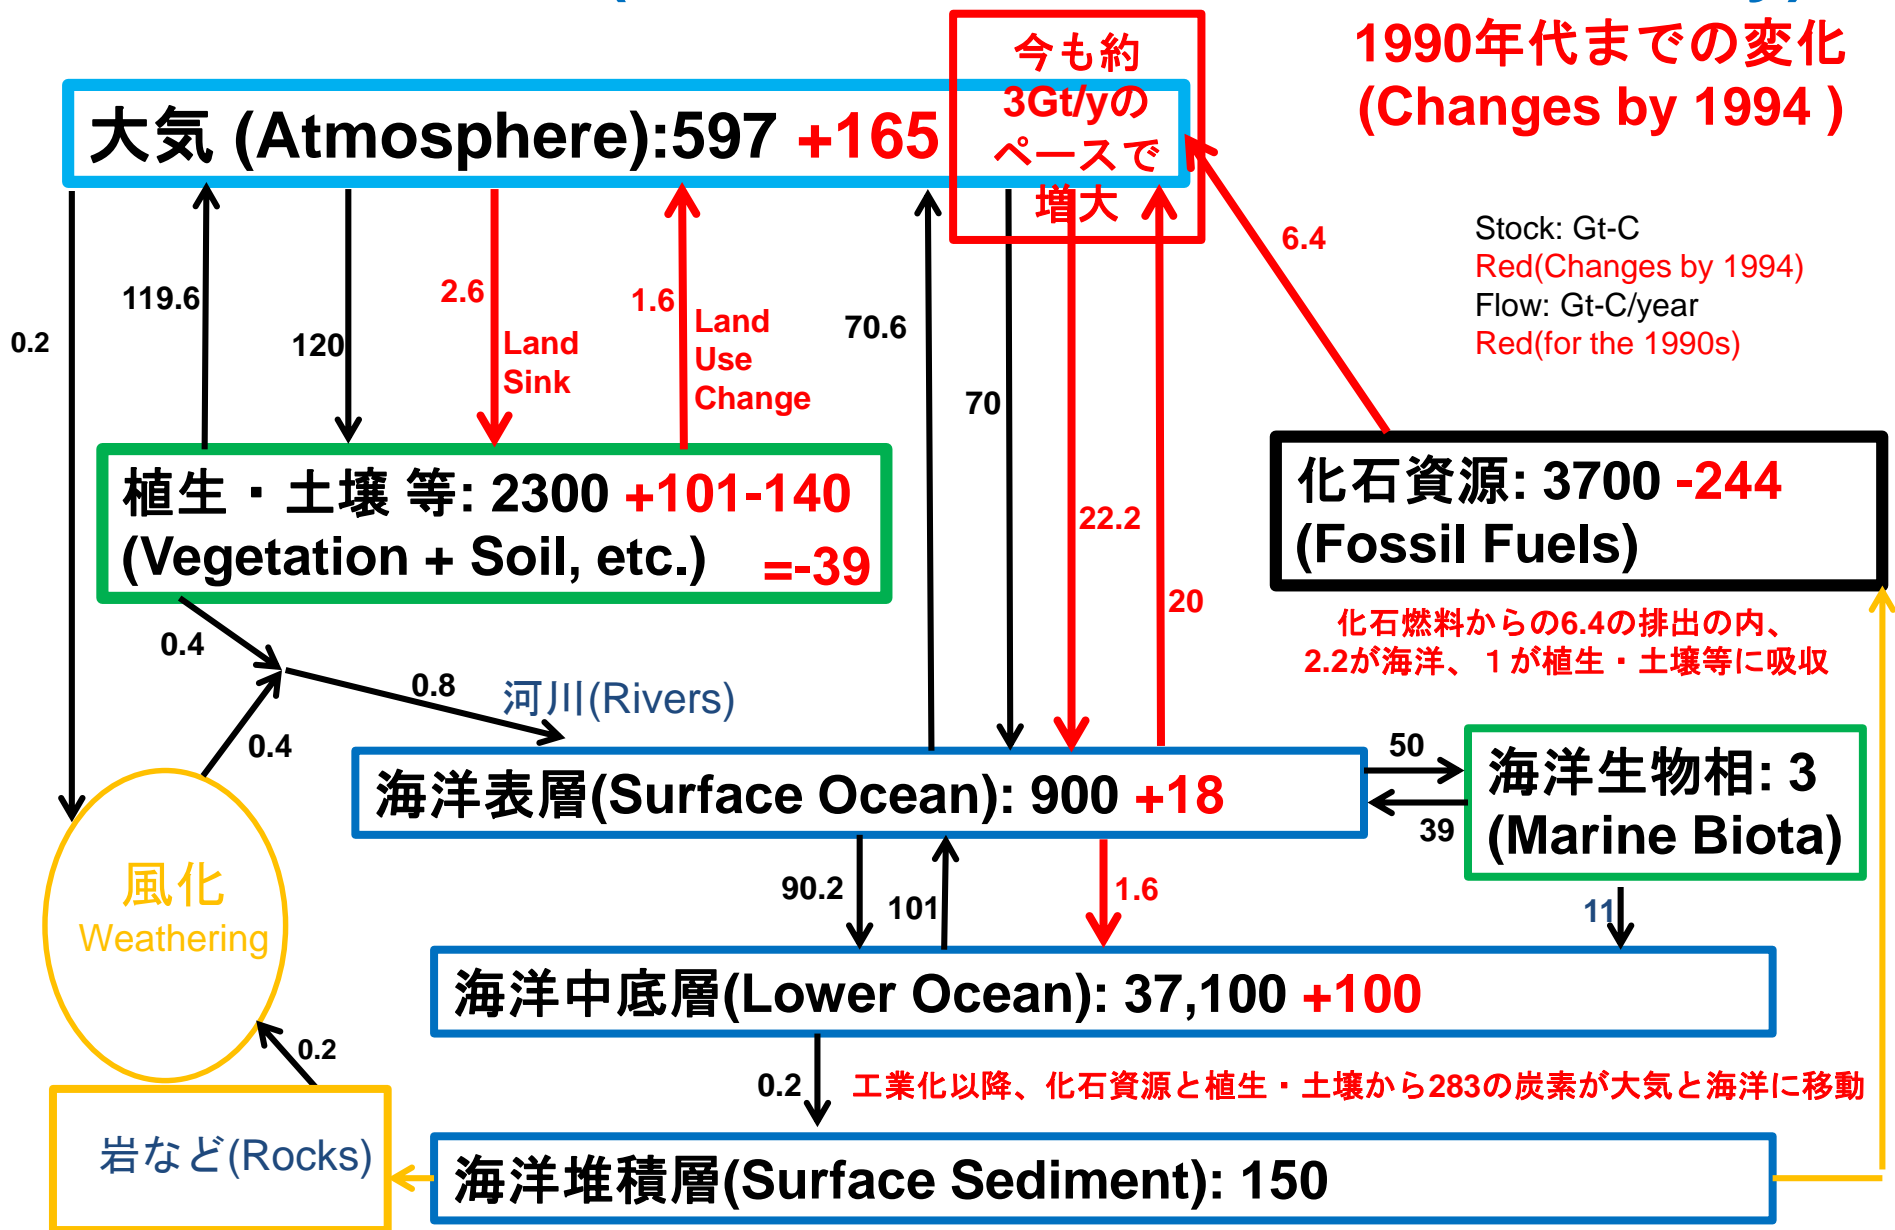 1990年代までの変化
(Changes by 1994 )
今も約
3Gt/yの
ペースで
増大
大気 (Atmosphere):597 +165
Stock: Gt-C
Red(Changes by 1994)
Flow: Gt-C/year
Red(for the 1990s)
0.2
119.6
120
2.6
Land
Sink
1.6
Land
Use
Change
70.6
70
22.2
20
6.4
植生・土壌 等: 2300 +101-140
(Vegetation + Soil, etc.) =-39
化石資源: 3700 -244
(Fossil Fuels)
化石燃料からの6.4の排出の内、
2.2が海洋、１が植生・土壌等に吸収
0.4
0.8
河川(Rivers)
0.4
海洋表層(Surface Ocean): 900 +18
50
39
海洋生物相: 3
(Marine Biota)
風化
Weathering
90.2
101
1.6
11
海洋中底層(Lower Ocean): 37,100 +100
0.2
0.2
工業化以降、化石資源と植生・土壌から283の炭素が大気と海洋に移動
岩など(Rocks)
海洋堆積層(Surface Sediment): 150